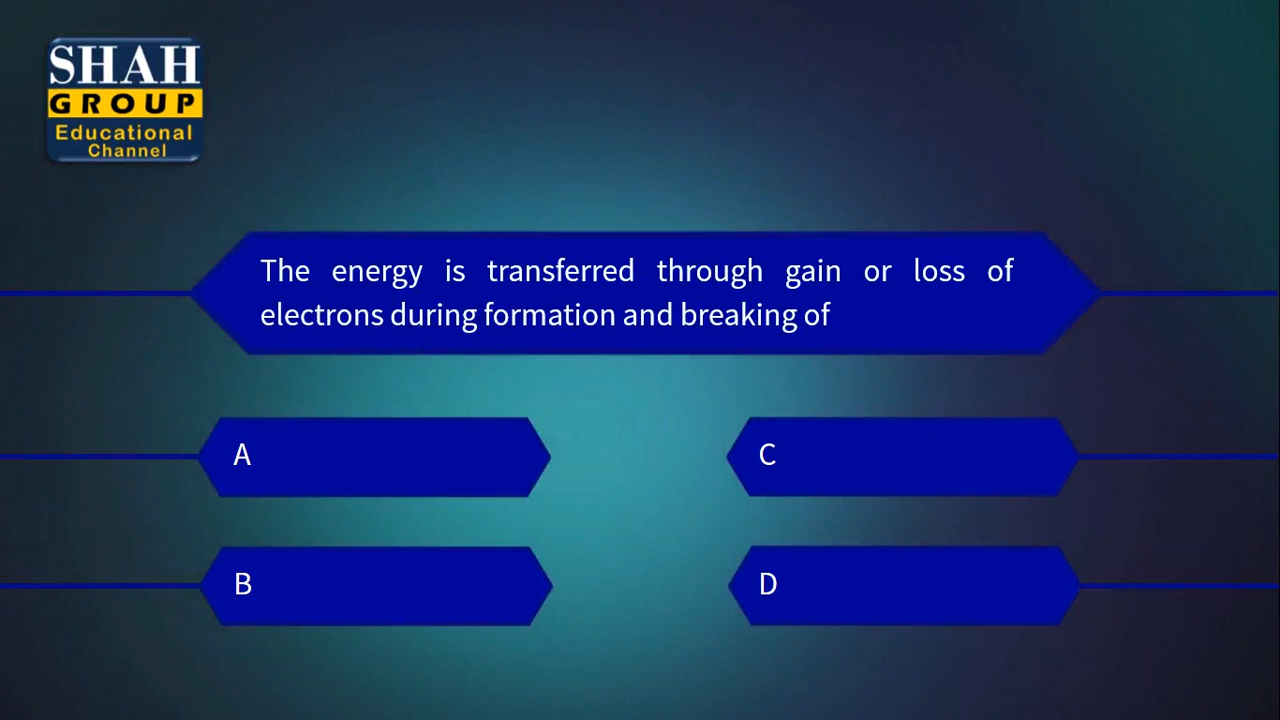 SHAH
GROUP
Educational
Channel
The energy is transferred through gain or loss of
electrons during formation and breaking of
A
C
B
D